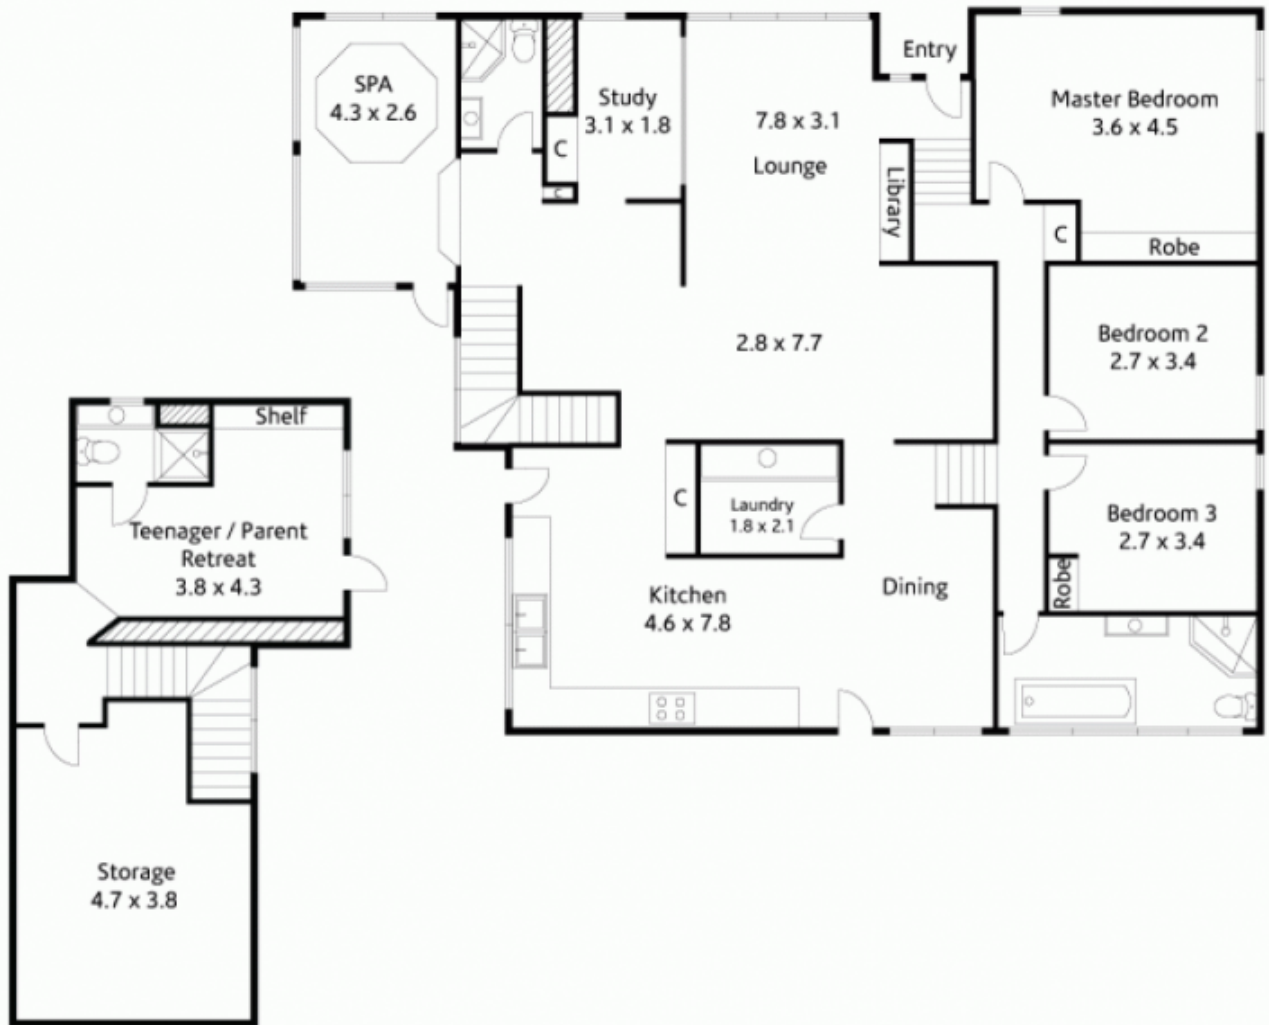 Entry
SPA
4.3 x 2.6
Study
3.1 x 1.8
C
C
7.8 x 3.1
Lounge
Library
Master Bedroom
3.6 x 4.5
C
Robe
2.8 x 7.7
Bedroom 2
2.7 x 3.4
Shelf
Teenager / Parent
Retreat
3.8 x 4.3
C
Laundry
1.8 x 2.1
Bedroom 3
2.7 x 3.4
Robe
Kitchen
4.6 x 7.8
Dining
Storage
4.7 x 3.8